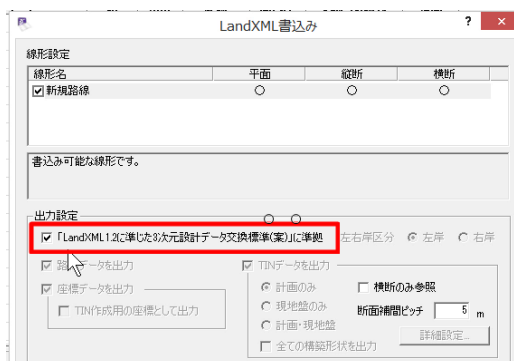 LandXML書込み ? ×
線形設定
線形名 平面 縦断 横断
新規路線 ○ ○ ○
書込み可能な線形です。
出力設定
「LandXML1.2に準じた3次元設計データ交換標準(案)」に準拠 左右岸区分 左岸 右岸
路線データを出力 TINデータを出力
座標データを出力 計画のみ 横断のみ参照
TIN作成用の座標として出力 現地盤のみ 断面補間ピッチ 5 m
計画・現地盤 詳細設定...
全ての構築形状を出力